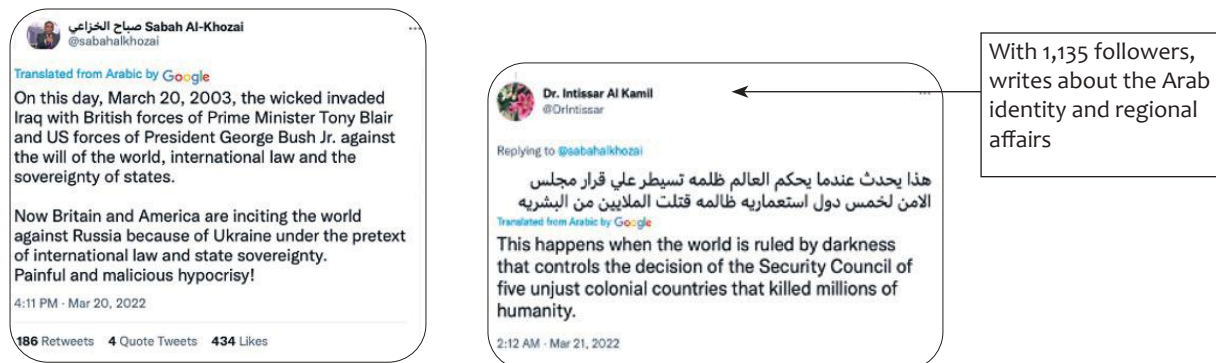 صباح الخزاعي Sabah Al-Khozai
@sabahalkhozai
Translated from Arabic by Google
On this day, March 20, 2003, the wicked invaded
Iraq with British forces of Prime Minister Tony Blair
and US forces of President George Bush Jr. against
the will of the world, international law and the
sovereignty of states.
Now Britain and America are inciting the world
against Russia because of Ukraine under the pretext
of international law and state sovereignty.
Painful and malicious hypocrisy!
4:11 PM · Mar 20, 2022
186 Retweets 4 Quote Tweets 434 Likes
Dr. Intissar Al Kamil
@DrIntissar
Replying to @sabahalkhozai
هذا يحدث عندما يحكم العالم ظلمه تسيطر علي قرار مجلس
الامن لخمس دول استعماريه ظالمه قتلت الملايين من البشريه
Translated from Arabic by Google
This happens when the world is ruled by darkness
that controls the decision of the Security Council of
five unjust colonial countries that killed millions of
humanity.
2:12 AM · Mar 21, 2022
With 1,135 followers,
writes about the Arab
identity and regional
affairs